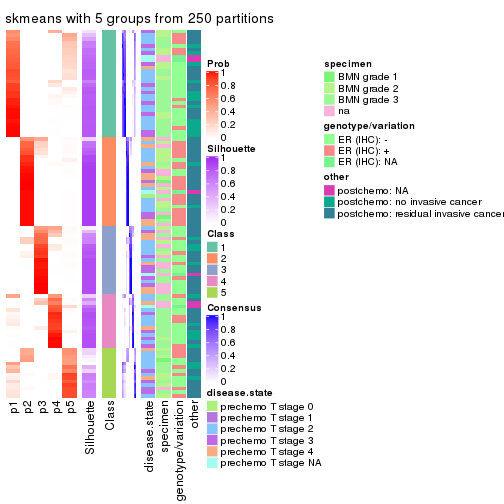 skmeans with 5 groups from 250 partitions
Prob
1
0.8
0.6
0.4
0.2
0
Silhouette
1
0.8
0.6
0.4
0.2
0
Class
1
2
3
4
5
Consensus
1
0.8
0.6
0.4
0.2
0
disease.state
prechemo T stage 0
prechemo T stage 1
prechemo T stage 2
prechemo T stage 3
prechemo T stage 4
prechemo T stage NA
specimen
BMN grade 1
BMN grade 2
BMN grade 3
na
genotype/variation
ER (IHC): -
ER (IHC): +
ER (IHC): NA
other
postchemo: NA
postchemo: no invasive cancer
postchemo: residual invasive cancer
p1
p2
p3
p4
p5
Silhouette
Class
disease.state
specimen
genotype/variation
other